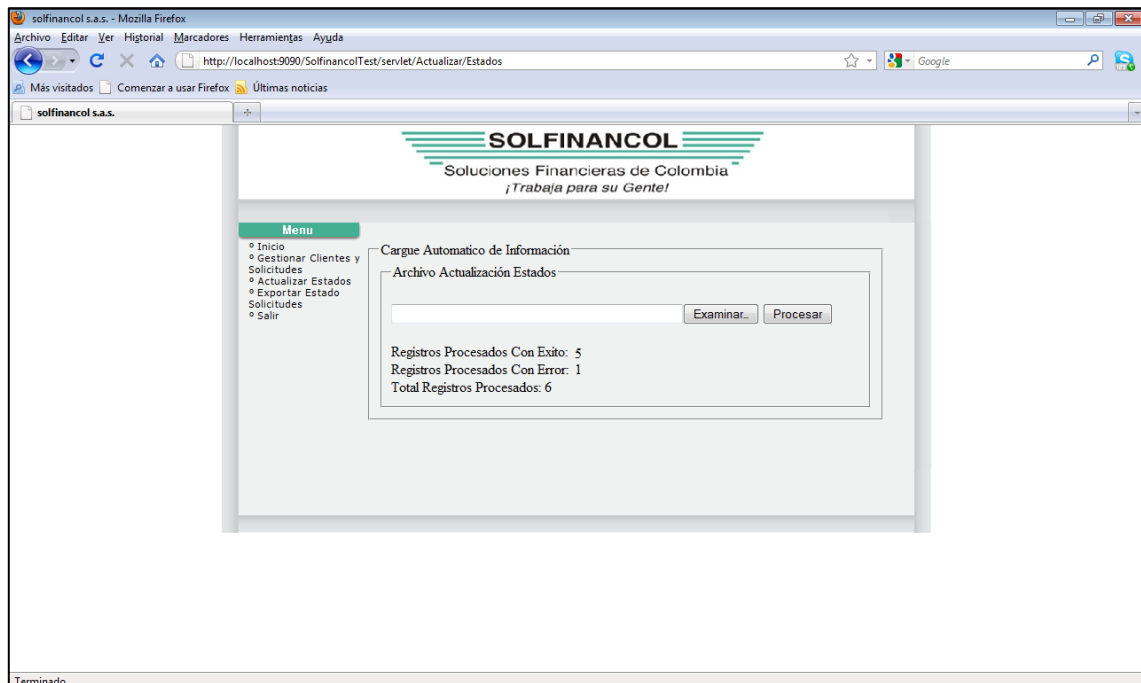 solfinancol s.a.s. - Mozilla Firefox
Archivo Editar Ver Historial Marcadores Herramientas Ayuda
http://localhost:9090/SolfinancolTest/servlet/Actualizar/Estados
Google
Más visitados Comenzar a usar Firefox Últimas noticias
solfinancol s.a.s.
SOLFINANCOL
Soluciones Financieras de Colombia
¡Trabaja para su Gente!
Menu
º Inicio
º Gestionar Clientes y
Solicitudes
º Actualizar Estados
º Exportar Estado
Solicitudes
º Salir
Cargue Automatico de Información
Archivo Actualización Estados
Examinar... Procesar
Registros Procesados Con Exito: 5
Registros Procesados Con Error: 1
Total Registros Procesados: 6
Terminado